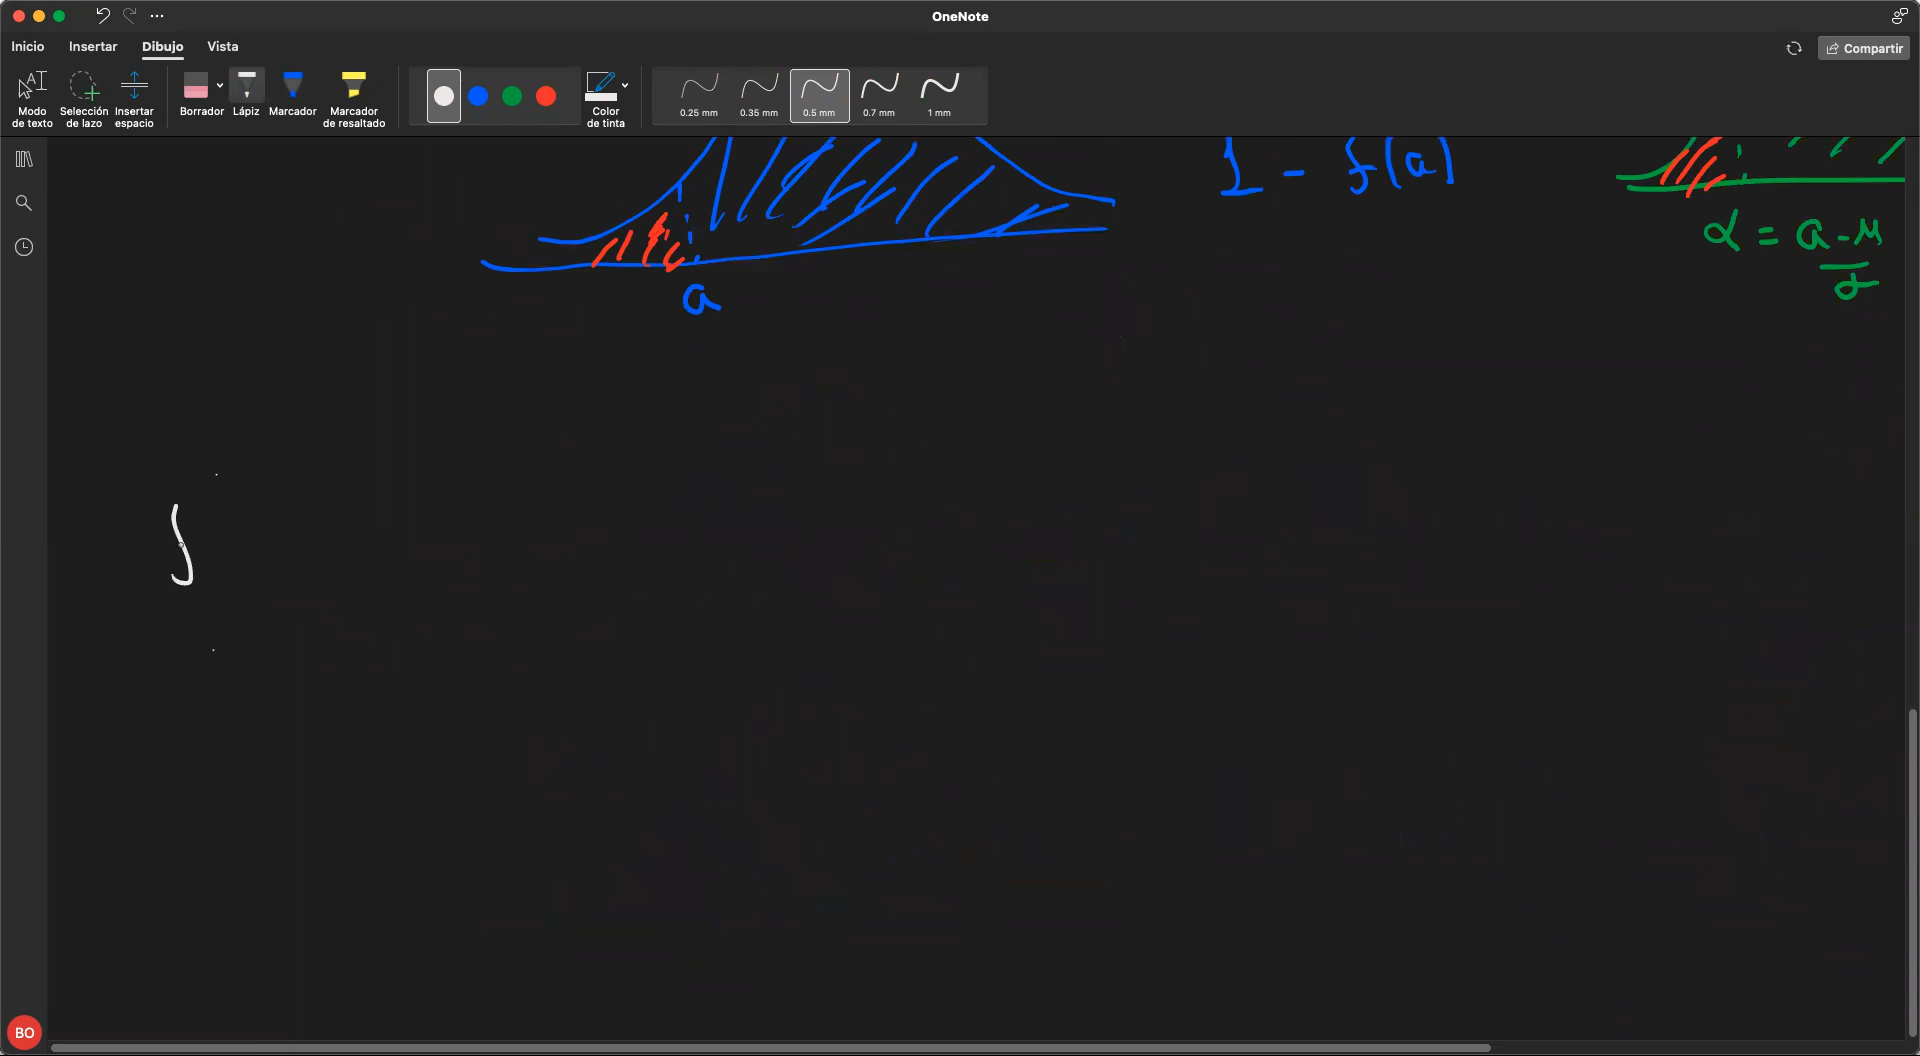 OneNote
Inicio Insertar Dibujo Vista
Compartir
Modo de texto
Selección de lazo
Insertar espacio
Borrador
Lápiz
Marcador
Marcador de resaltado
Color de tinta
0.25 mm
0.35 mm
0.5 mm
0.7 mm
1 mm
1 - f(a)
a
α = a - μ
σ
∫
BO